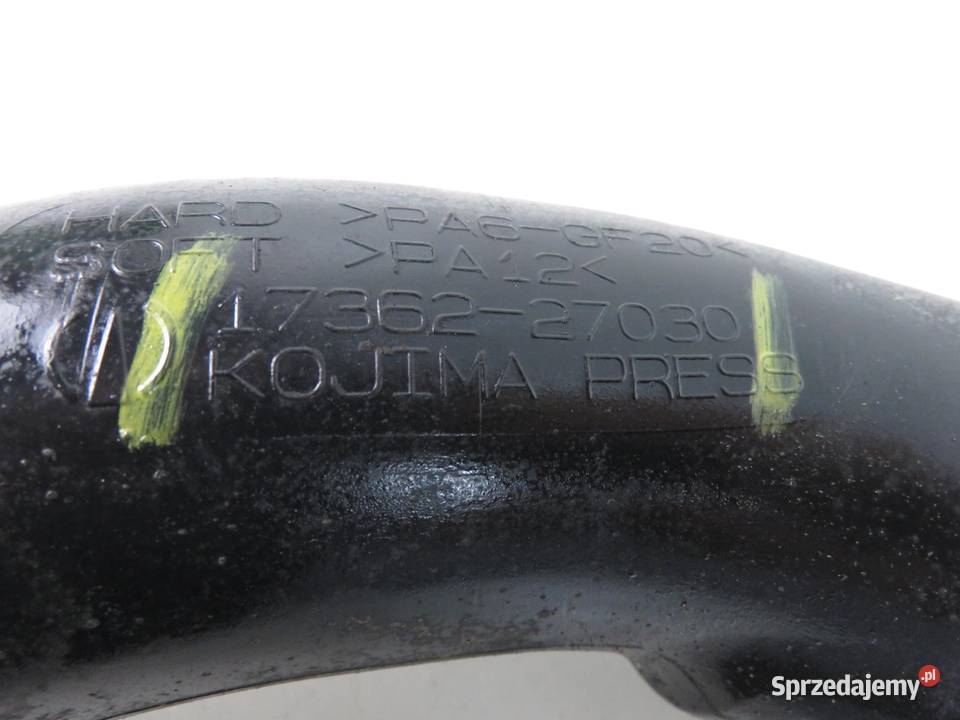 HARD >PA6-GF20<
SOFT >PA12<
17362-27030
KOJIMA PRESS
Sprzedajemy.pl